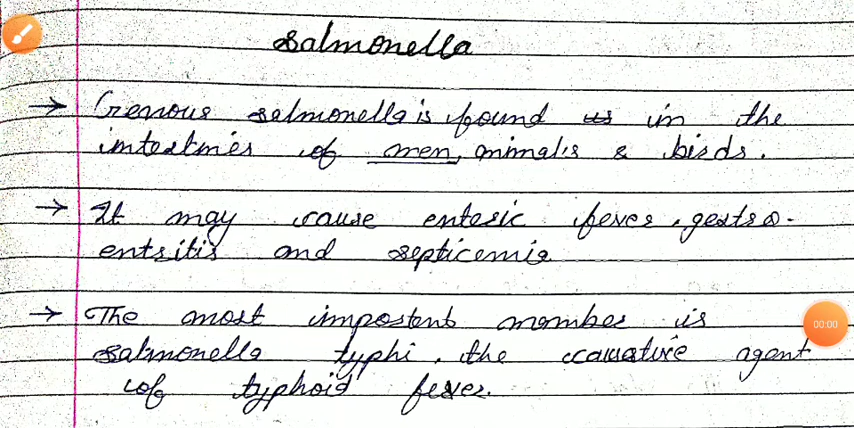 Salmonella
→ Genous salmonella is found in the
intestines of men, animals & birds.
→ It may cause enteric fever, gastro-
entritis and septicemia
→ The most important member is
salmonella typhi, the causative agent
of typhoid fever.
00:00